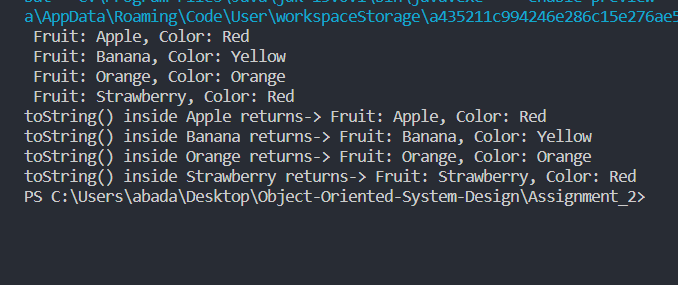 a\AppData\Roaming\Code\User\workspaceStorage\a435211c994246e286c15e276ae5
Fruit: Apple, Color: Red
Fruit: Banana, Color: Yellow
Fruit: Orange, Color: Orange
Fruit: Strawberry, Color: Red
toString() inside Apple returns-> Fruit: Apple, Color: Red
toString() inside Banana returns-> Fruit: Banana, Color: Yellow
toString() inside Orange returns-> Fruit: Orange, Color: Orange
toString() inside Strawberry returns-> Fruit: Strawberry, Color: Red
PS C:\Users\abada\Desktop\Object-Oriented-System-Design\Assignment_2>